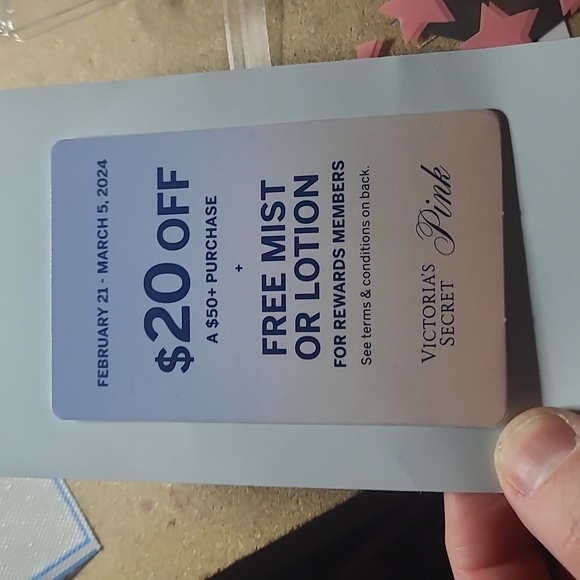 FEBRUARY 21 - MARCH 5, 2024
$20 OFF
A $50+ PURCHASE
+
FREE MIST
OR LOTION
FOR REWARDS MEMBERS
See terms & conditions on back.
VICTORIA'S
SECRET
Pink